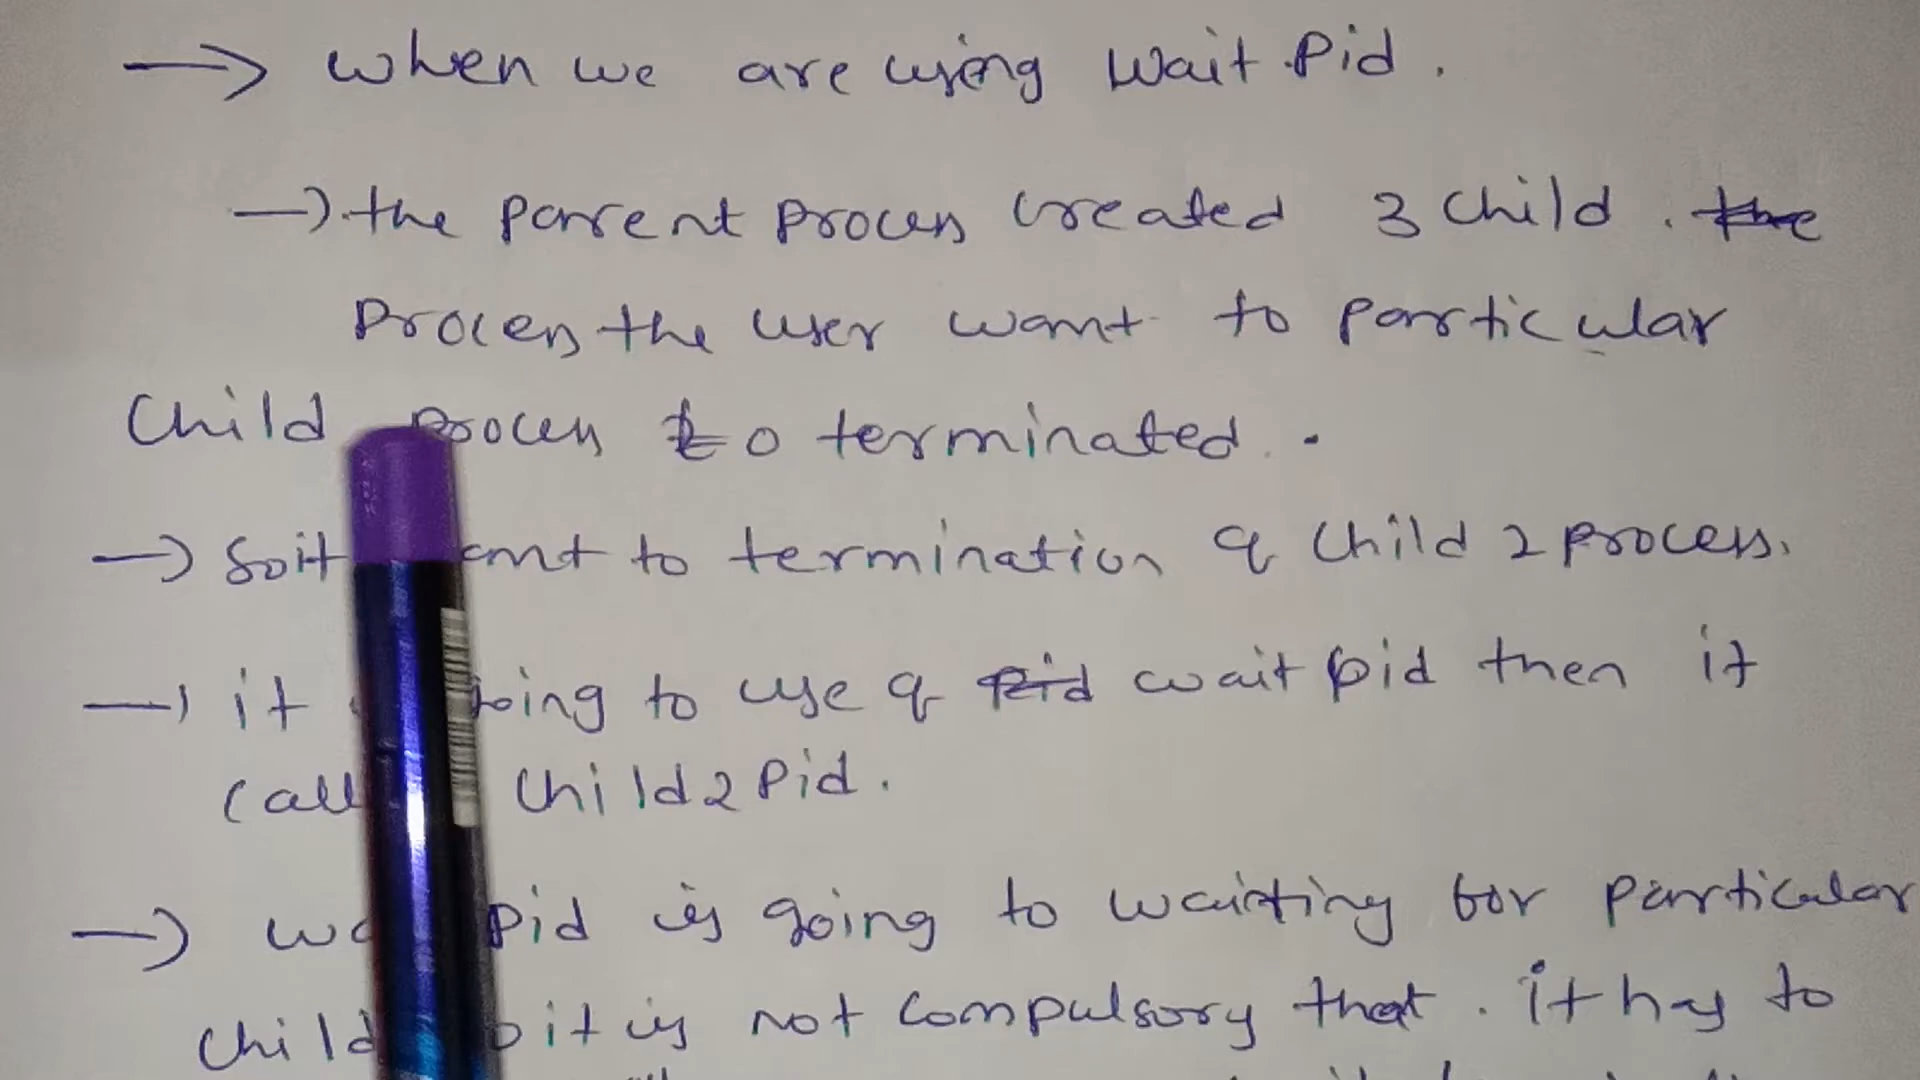 → when we are using wait pid.
→ the parent process created 3 child. the
process the user want to particular
child process to terminated.
→ so it want to termination of child 2 process.
→ it going to use of pid wait pid then it
call child2 pid.
→ pid is going to waiting for particular
child it is not compulsory that. it has to